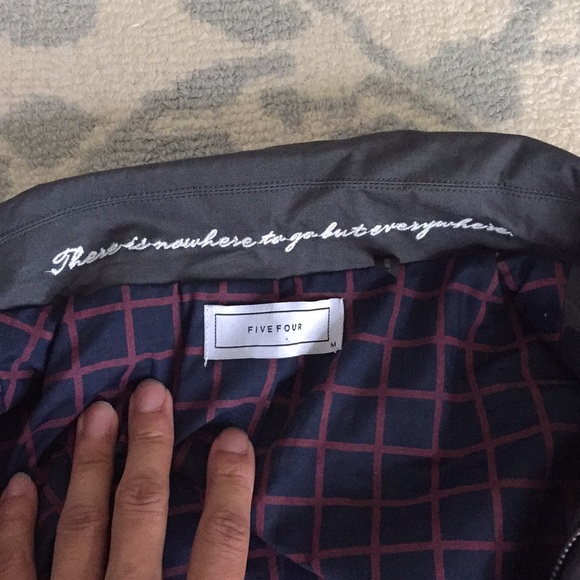 There is nowhere to go but everywhere.
FIVE FOUR
M